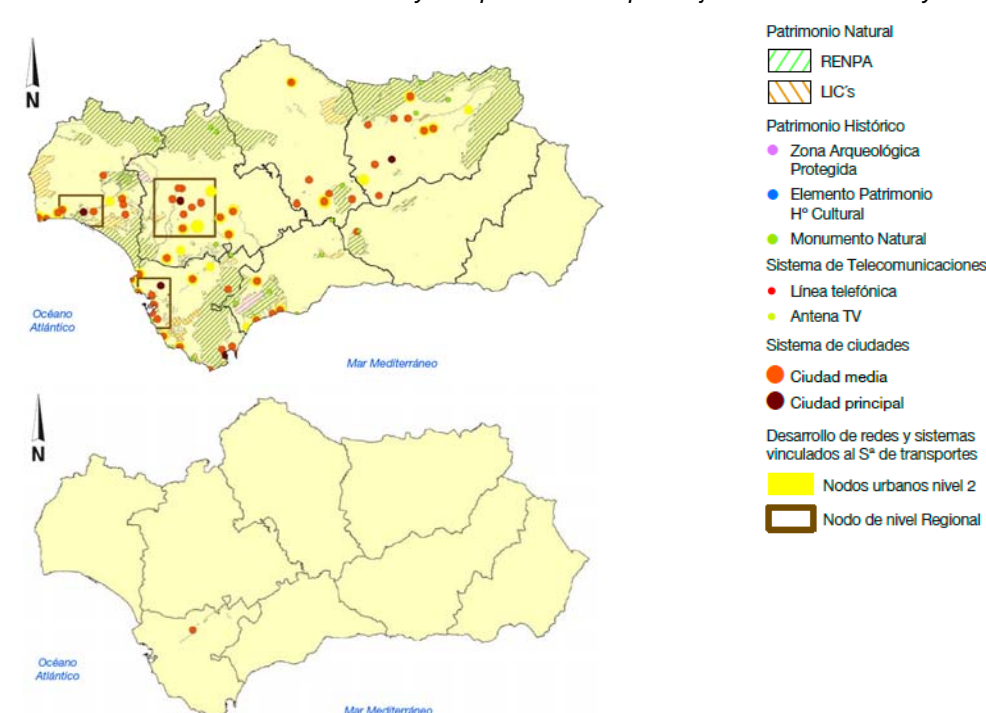 N
Océano
Atlántico
Mar Mediterráneo
N
Océano
Atlántico
Mar Mediterráneo
Patrimonio Natural
RENPA
LIC´s
Patrimonio Histórico
Zona Arqueológica
Protegida
Elemento Patrimonio
Hº Cultural
Monumento Natural
Sistema de Telecomunicaciones
Línea telefónica
Antena TV
Sistema de ciudades
Ciudad media
Ciudad principal
Desarrollo de redes y sistemas
vinculados al Sª de transportes
Nodos urbanos nivel 2
Nodo de nivel Regional